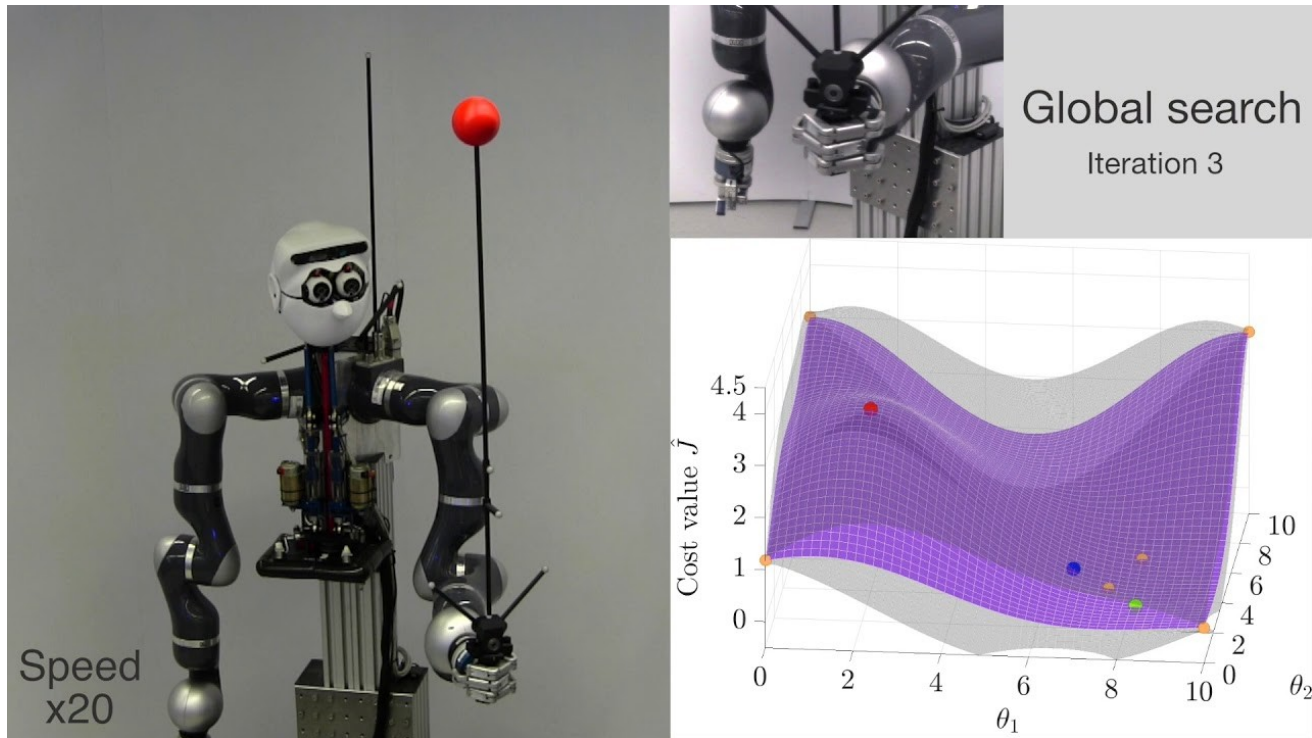 Speed
x20
Global search
Iteration 3
Cost value Ĵ
4.5
4
3
2
1
0
0
2
4
6
8
10
θ₁
0
2
4
6
8
10
θ₂